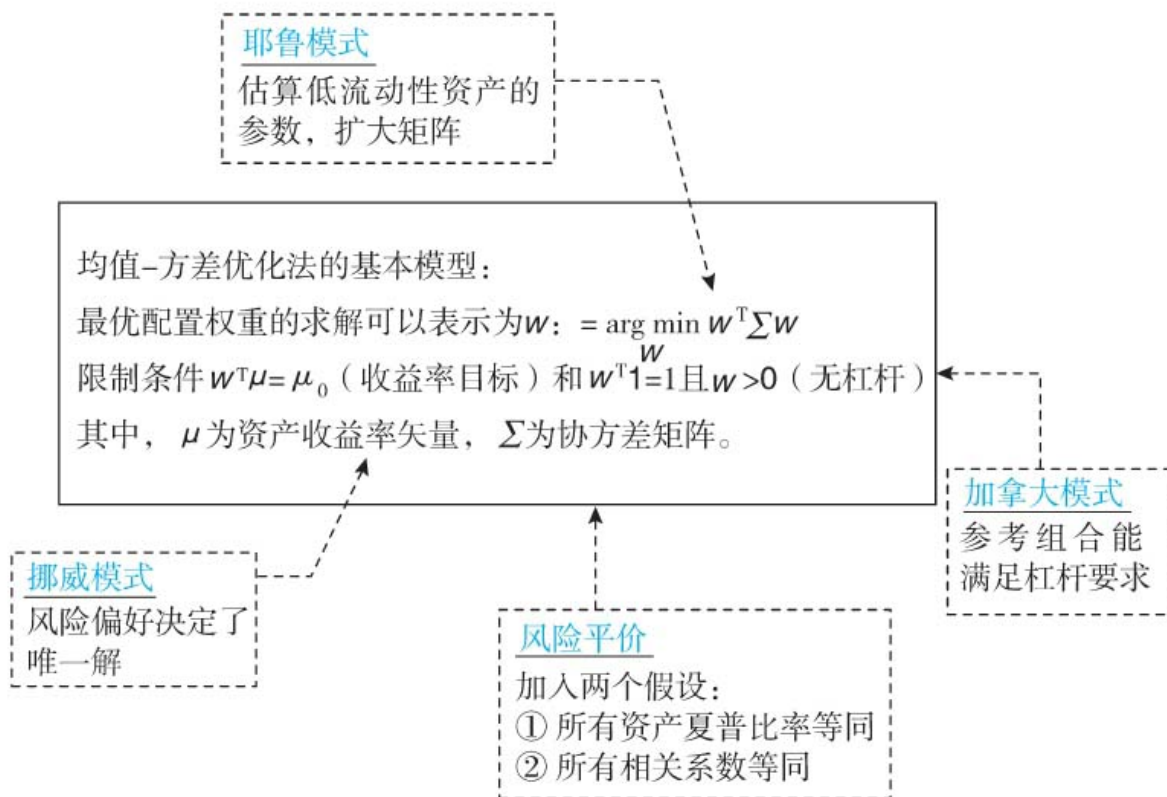 耶鲁模式
估算低流动性资产的
参数，扩大矩阵
均值–方差优化法的基本模型：
最优配置权重的求解可以表示为w：= arg min wᵀΣw
w
限制条件 wᵀμ= μ₀（收益率目标）和 wᵀ1=1且w >0（无杠杆）
其中， μ为资产收益率矢量， Σ为协方差矩阵。
加拿大模式
参考组合能
满足杠杆要求
挪威模式
风险偏好决定了
唯一解
风险平价
加入两个假设：
① 所有资产夏普比率等同
② 所有相关系数等同